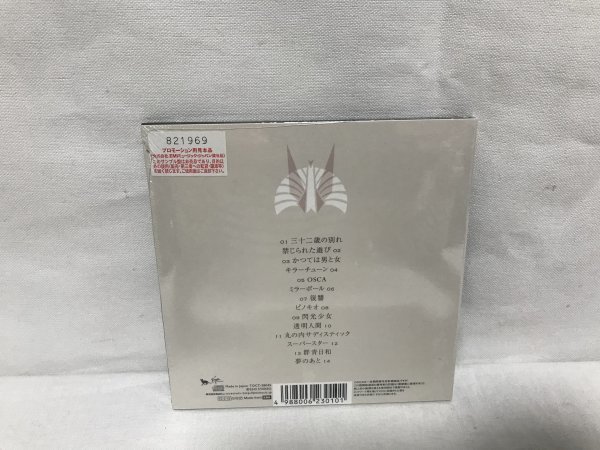 821969
プロモーション用見本品
01 三十二歳の別れ
禁じられた遊び 02
03 かつては男と女
キラーチューン 04
05 OSCA
ミラーボール 06
07 復讐
ピノキオ 08
09 閃光少女
透明人間 10
11 丸の内サディスティック
スーパースター 12
13 群青日和
夢のあと 14
Made in Japan
4 988006 230101